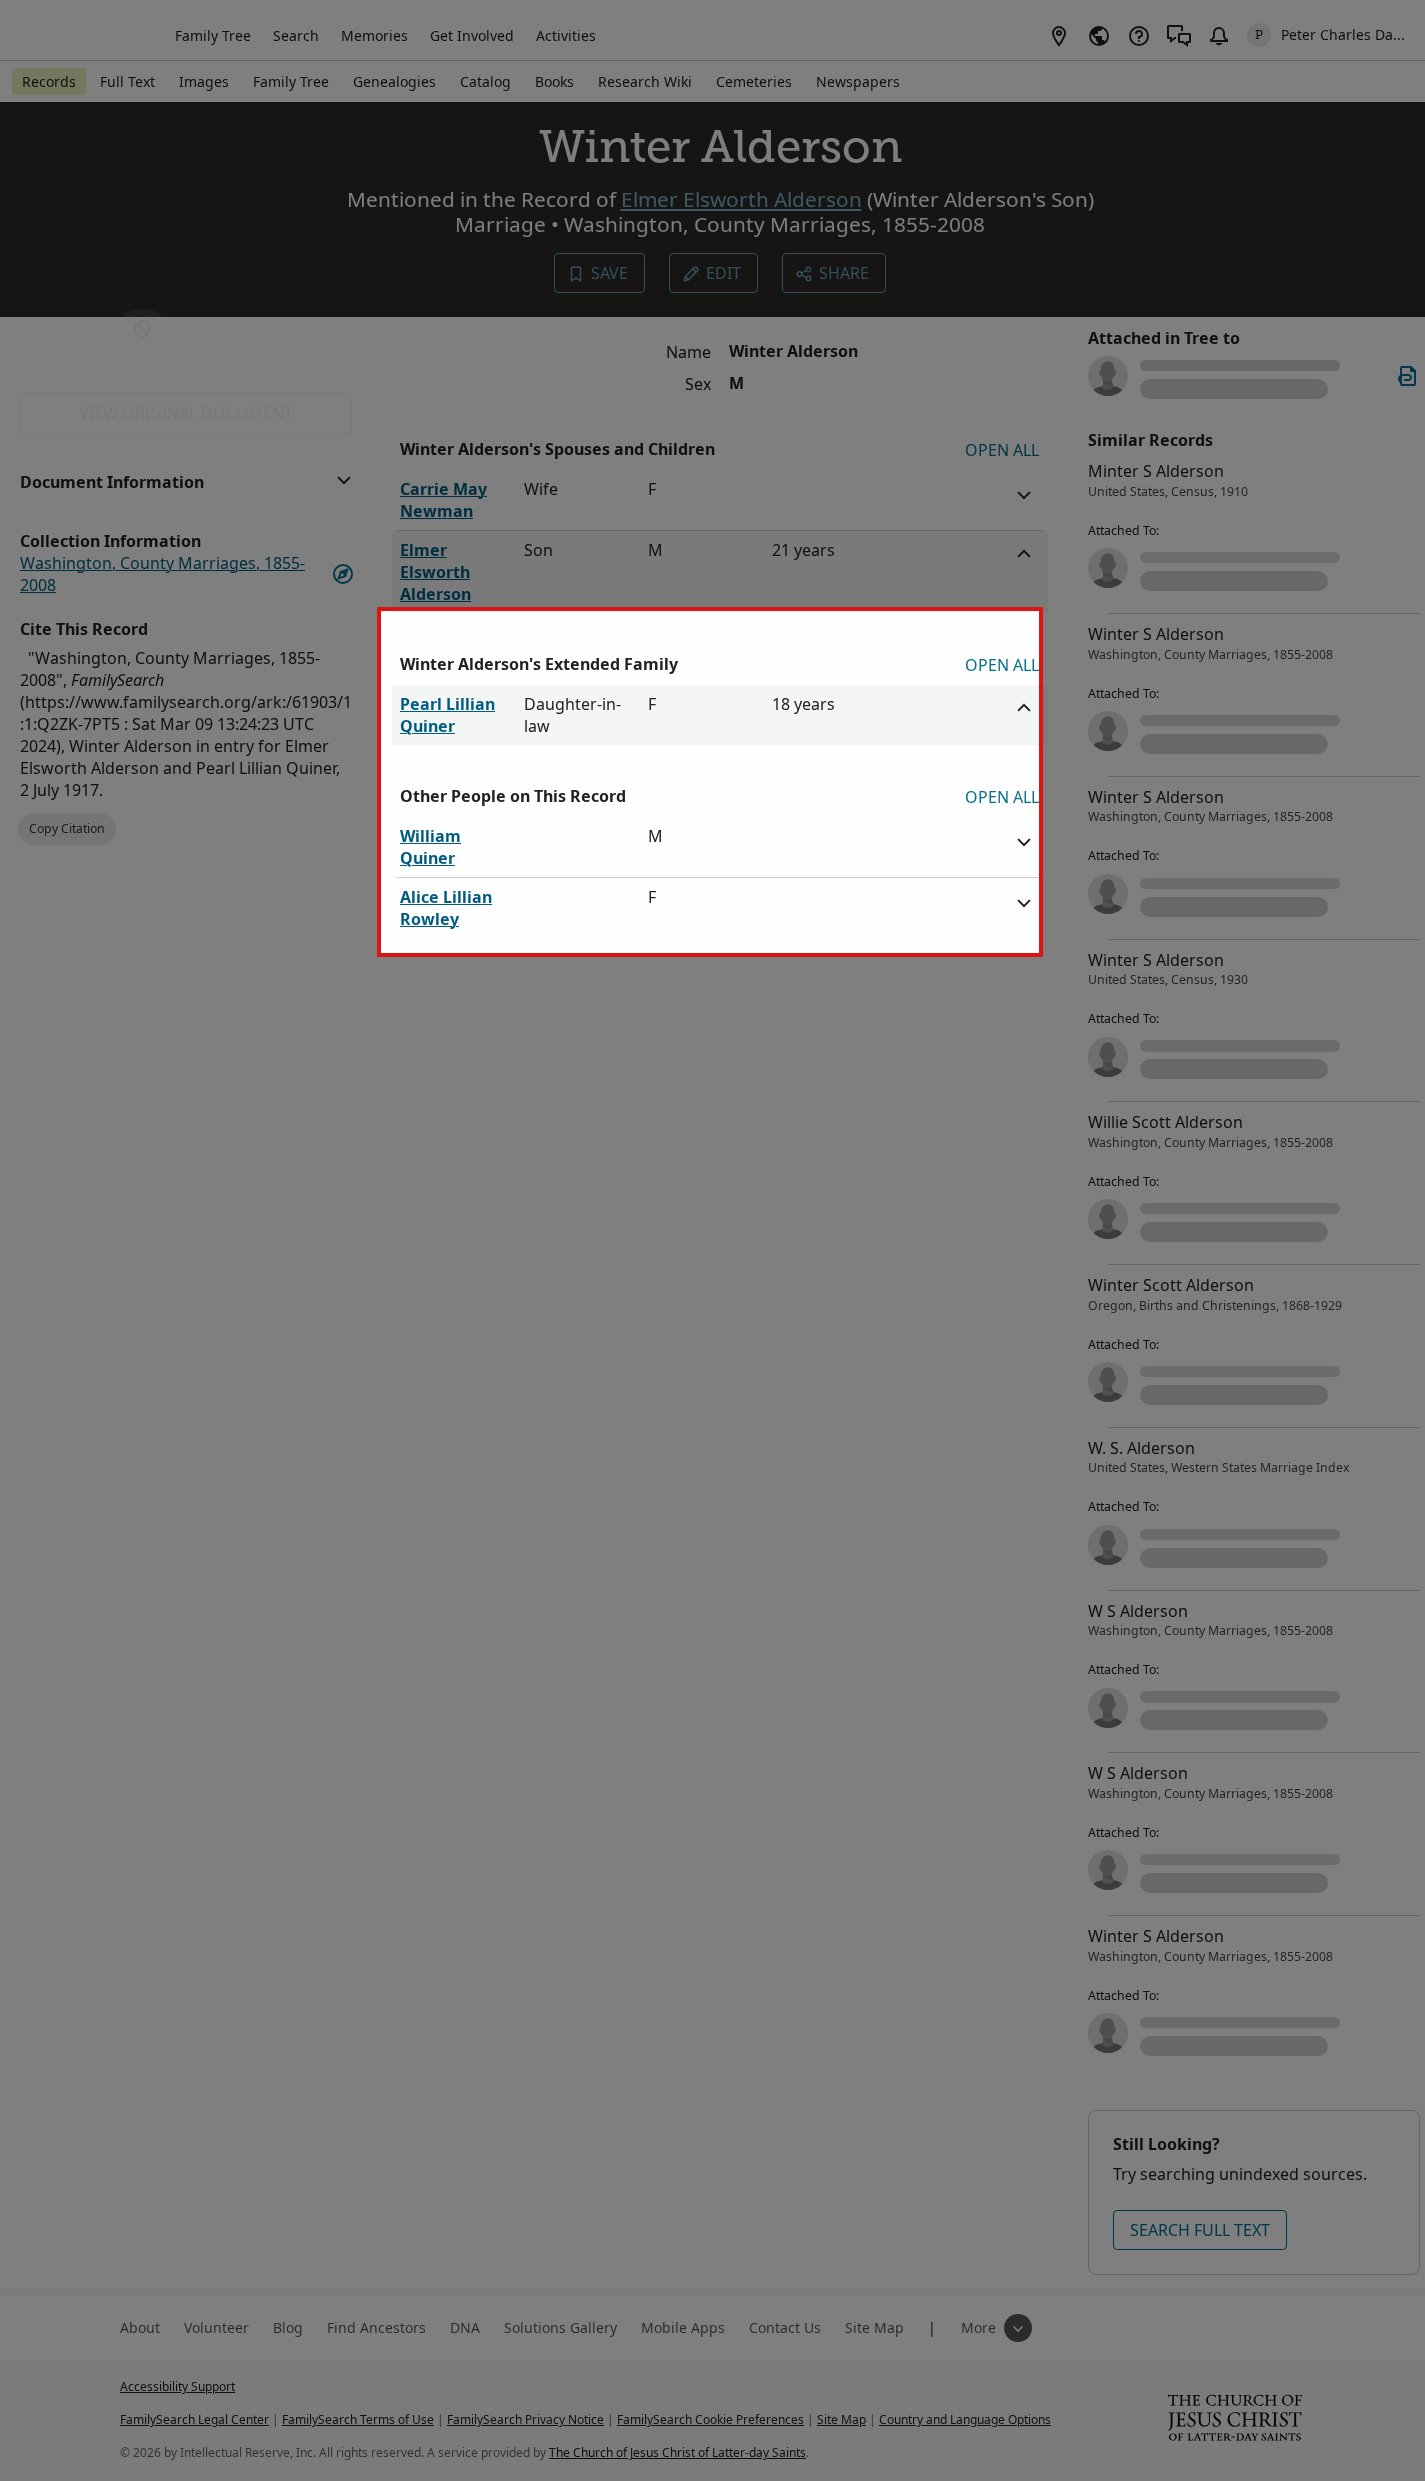 Family Tree Search Memories Get Involved Activities
P Peter Charles Da...
Records Full Text Images Family Tree Genealogies Catalog Books Research Wiki Cemeteries Newspapers
Winter Alderson
Mentioned in the Record of Elmer Elsworth Alderson (Winter Alderson's Son)
Marriage • Washington, County Marriages, 1855-2008
SAVE EDIT SHARE
VIEW ORIGINAL DOCUMENT
Document Information
Collection Information
Washington, County Marriages, 1855-
2008
Cite This Record
"Washington, County Marriages, 1855-
2008", FamilySearch
(https://www.familysearch.org/ark:/61903/1
:1:Q2ZK-7PT5 : Sat Mar 09 13:24:23 UTC
2024), Winter Alderson in entry for Elmer
Elsworth Alderson and Pearl Lillian Quiner,
2 July 1917.
Copy Citation
Name Winter Alderson
Sex M
Winter Alderson's Spouses and Children OPEN ALL
Carrie May Wife F
Newman
Elmer Son M 21 years
Elsworth
Alderson
Winter Alderson's Extended Family OPEN ALL
Pearl Lillian Daughter-in- F 18 years
Quiner law
Other People on This Record OPEN ALL
William M
Quiner
Alice Lillian F
Rowley
Attached in Tree to
Similar Records
Minter S Alderson
United States, Census, 1910
Attached To:
Winter S Alderson
Washington, County Marriages, 1855-2008
Attached To:
Winter S Alderson
Washington, County Marriages, 1855-2008
Attached To:
Winter S Alderson
United States, Census, 1930
Attached To:
Willie Scott Alderson
Washington, County Marriages, 1855-2008
Attached To:
Winter Scott Alderson
Oregon, Births and Christenings, 1868-1929
Attached To:
W. S. Alderson
United States, Western States Marriage Index
Attached To:
W S Alderson
Washington, County Marriages, 1855-2008
Attached To:
W S Alderson
Washington, County Marriages, 1855-2008
Attached To:
Winter S Alderson
Washington, County Marriages, 1855-2008
Attached To:
Still Looking?
Try searching unindexed sources.
SEARCH FULL TEXT
About Volunteer Blog Find Ancestors DNA Solutions Gallery Mobile Apps Contact Us Site Map | More
Accessibility Support
FamilySearch Legal Center | FamilySearch Terms of Use | FamilySearch Privacy Notice | FamilySearch Cookie Preferences | Site Map | Country and Language Options
© 2026 by Intellectual Reserve, Inc. All rights reserved. A service provided by The Church of Jesus Christ of Latter-day Saints.
THE CHURCH OF
JESUS CHRIST
OF LATTER-DAY SAINTS